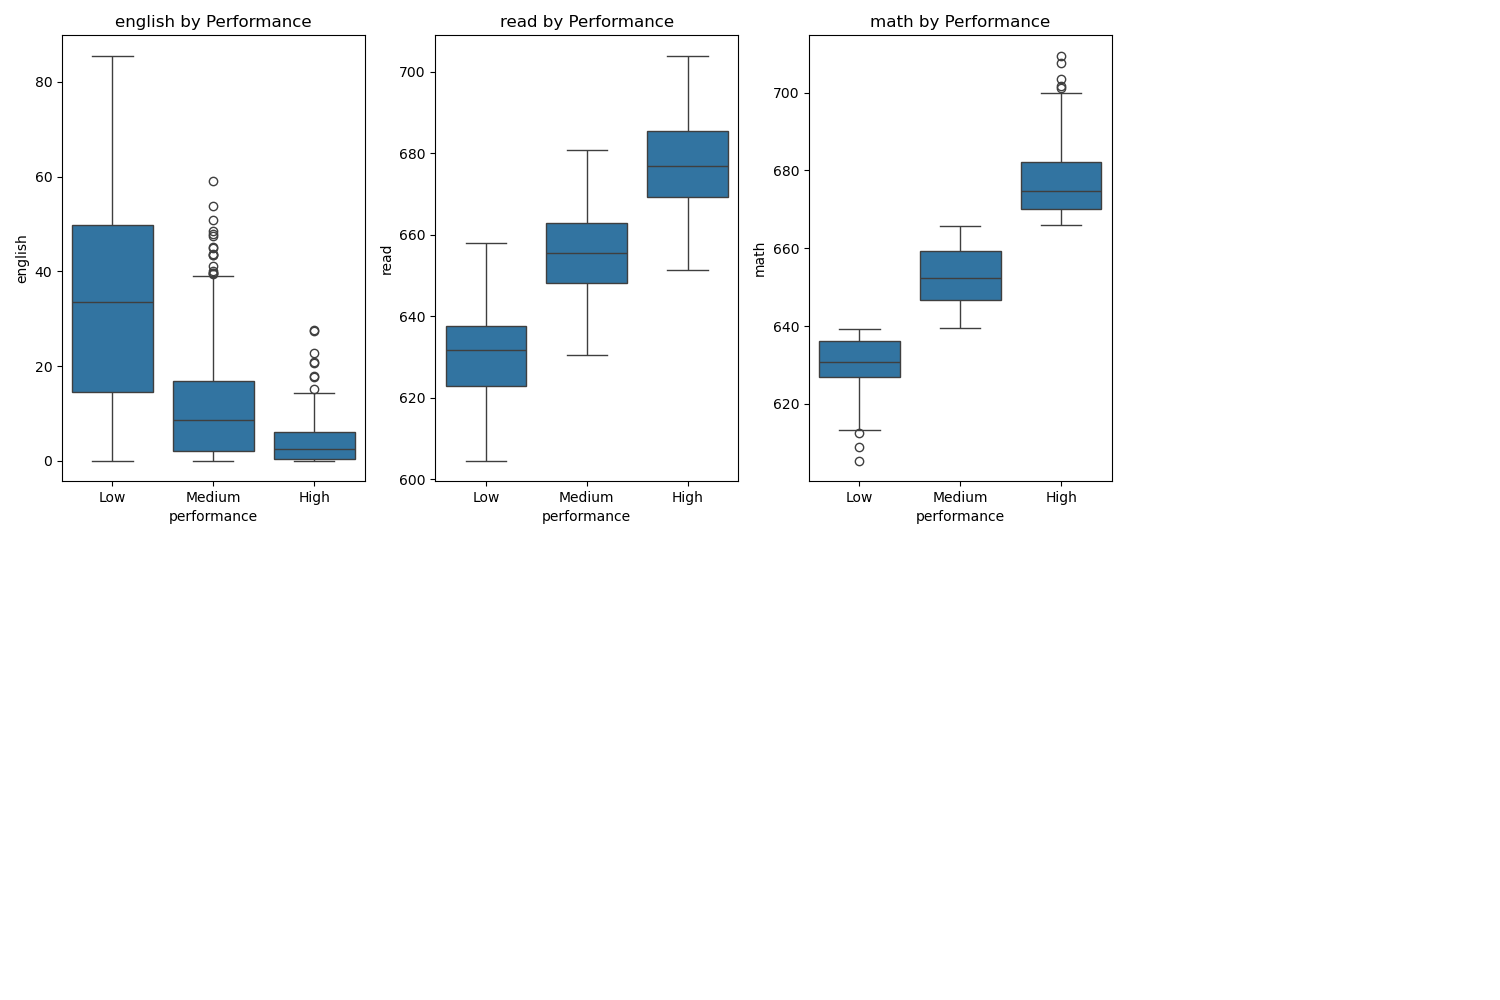 english by Performance
english
80
60
40
20
0
Low Medium High
performance
read by Performance
read
700
680
660
640
620
600
Low Medium High
performance
math by Performance
math
700
680
660
640
620
Low Medium High
performance